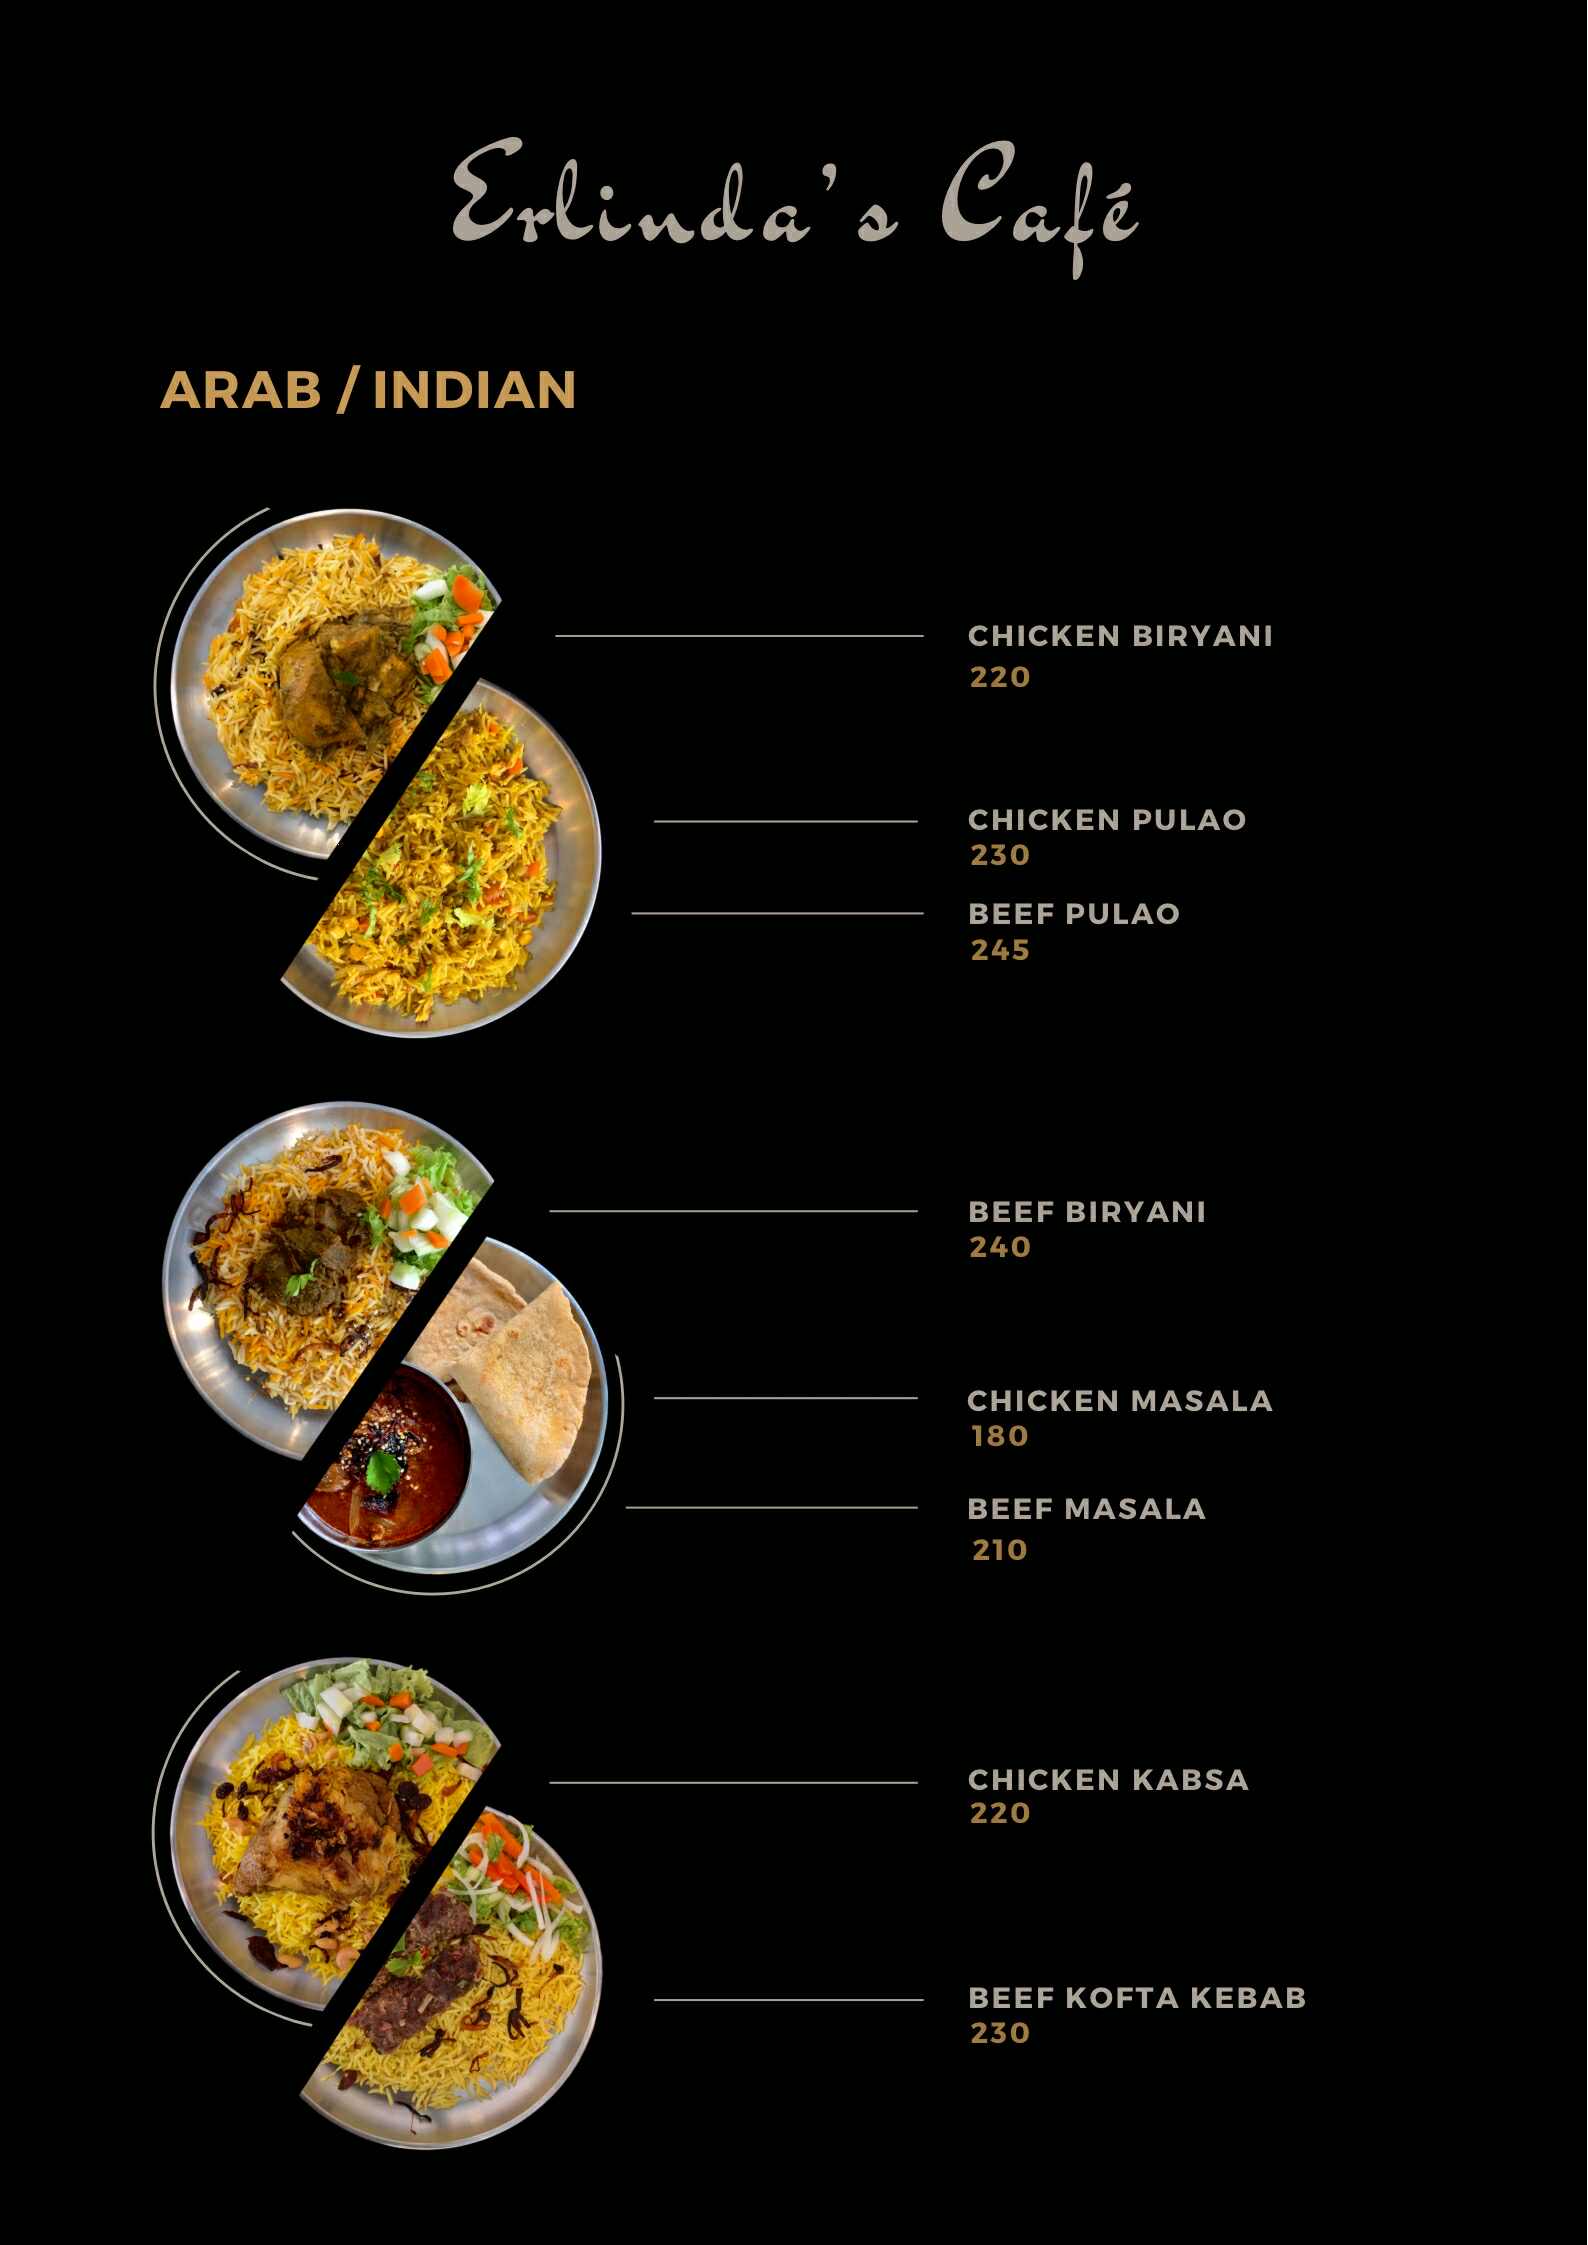 Erlinda's Café
ARAB / INDIAN
CHICKEN BIRYANI
220
CHICKEN PULAO
230
BEEF PULAO
245
BEEF BIRYANI
240
CHICKEN MASALA
180
BEEF MASALA
210
CHICKEN KABSA
220
BEEF KOFTA KEBAB
230